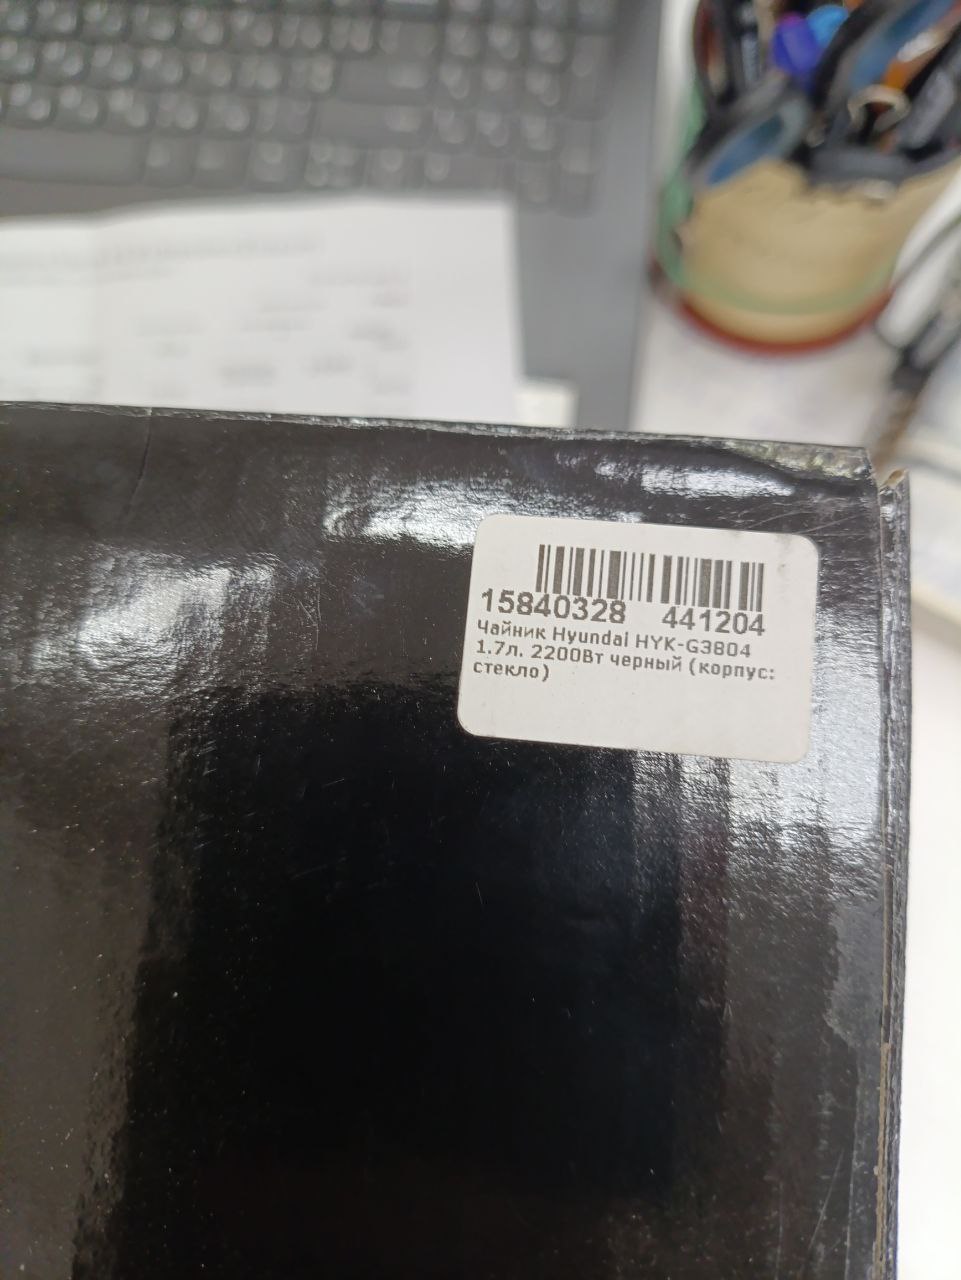 15840328 441204
Чайник Hyundai HYK-G3804
1.7л. 2200Вт черный (корпус:
стекло)